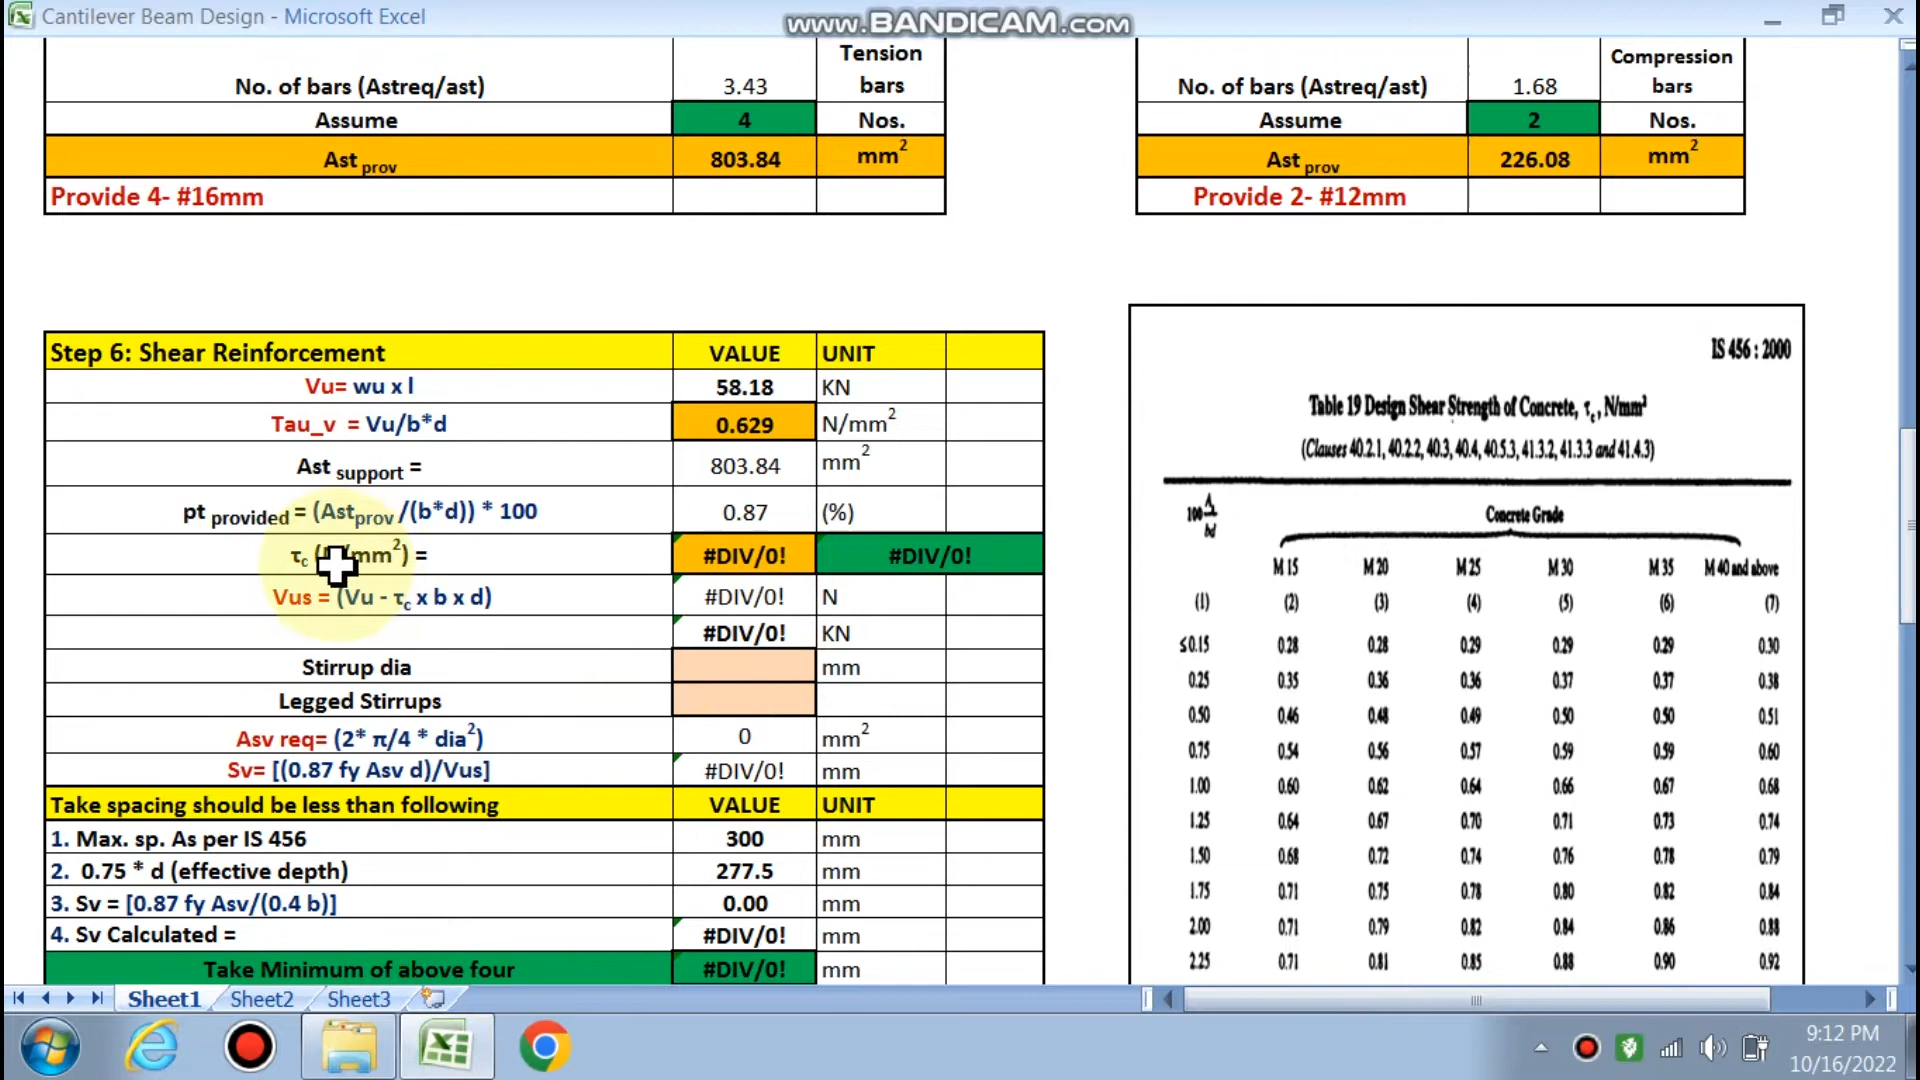 Cantilever Beam Design - Microsoft Excel
www.BANDICAM.com
No. of bars (Astreq/ast) 3.43 Tension bars
Assume 4 Nos.
Ast prov 803.84 mm²
Provide 4- #16mm
No. of bars (Astreq/ast) 1.68 Compression bars
Assume 2 Nos.
Ast prov 226.08 mm²
Provide 2- #12mm
Step 6: Shear Reinforcement VALUE UNIT
Vu= wu x l 58.18 KN
Tau_v = Vu/b*d 0.629 N/mm²
Ast support = 803.84 mm²
pt provided = (Astprov /(b*d)) * 100 0.87 (%)
τc ( /mm²) = #DIV/0! #DIV/0!
Vus = (Vu - τc x b x d) #DIV/0! N
#DIV/0! KN
Stirrup dia mm
Legged Stirrups
Asv req= (2* π/4 * dia²) 0 mm²
Sv= [(0.87 fy Asv d)/Vus] #DIV/0! mm
Take spacing should be less than following VALUE UNIT
1. Max. sp. As per IS 456 300 mm
2. 0.75 * d (effective depth) 277.5 mm
3. Sv = [0.87 fy Asv/(0.4 b)] 0.00 mm
4. Sv Calculated = #DIV/0! mm
Take Minimum of above four #DIV/0! mm
IS 456 : 2000
Table 19 Design Shear Strength of Concrete, τc, N/mm²
(Clauses 40.2.1, 40.2.2, 40.3, 40.4, 40.5.3, 41.3.2, 41.3.3 and 41.4.3)
100 As/bd Concrete Grade
M 15 M 20 M 25 M 30 M 35 M 40 and above
(1) (2) (3) (4) (5) (6) (7)
≤0.15 0.28 0.28 0.29 0.29 0.29 0.30
0.25 0.35 0.36 0.36 0.37 0.37 0.38
0.50 0.46 0.48 0.49 0.50 0.50 0.51
0.75 0.54 0.56 0.57 0.59 0.59 0.60
1.00 0.60 0.62 0.64 0.66 0.67 0.68
1.25 0.64 0.67 0.70 0.71 0.73 0.74
1.50 0.68 0.72 0.74 0.76 0.78 0.79
1.75 0.71 0.75 0.78 0.80 0.82 0.84
2.00 0.71 0.79 0.82 0.84 0.86 0.88
2.25 0.71 0.81 0.85 0.88 0.90 0.92
Sheet1 Sheet2 Sheet3
9:12 PM
10/16/2022